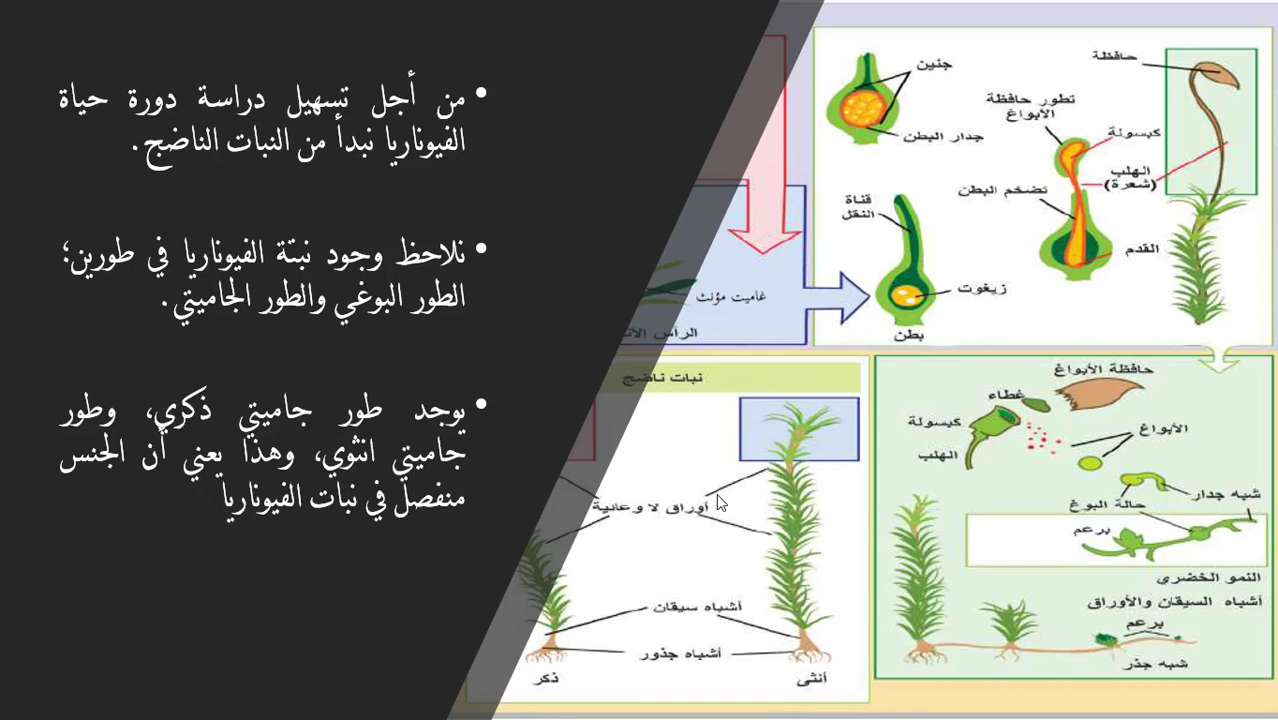 من أجل تسهيل دراسة دورة حياة
الفيوناريا نبدأ من النبات الناضج.
نلاحظ وجود نبتة الفيوناريا في طورين؛
الطور البوغي والطور الجاميتي.
يوجد طور جاميتي ذكري، وطور
جاميتي انثوي، وهذا يعني أن الجنس
منفصل في نبات الفيوناريا
حافظة
جنين
تطور حافظة
الأبواغ
كبسولة
جدار البطن
الهلب
(شعرة)
تضخم البطن
قناة
النقل
القدم
زيغوت
غاميت مؤنث
الرأس
بطن
حافظة الأبواغ
غطاء
كبسولة
الأبواغ
الهلب
شبه جدار
حالة البوغ
برعم
النمو الخضرى
أشباه السيقان والأوراق
برعم
شبه جذر
نبات ناضج
أوراق لا وعائية
أشباه سيقان
أشباه جذور
أنثى
ذكر